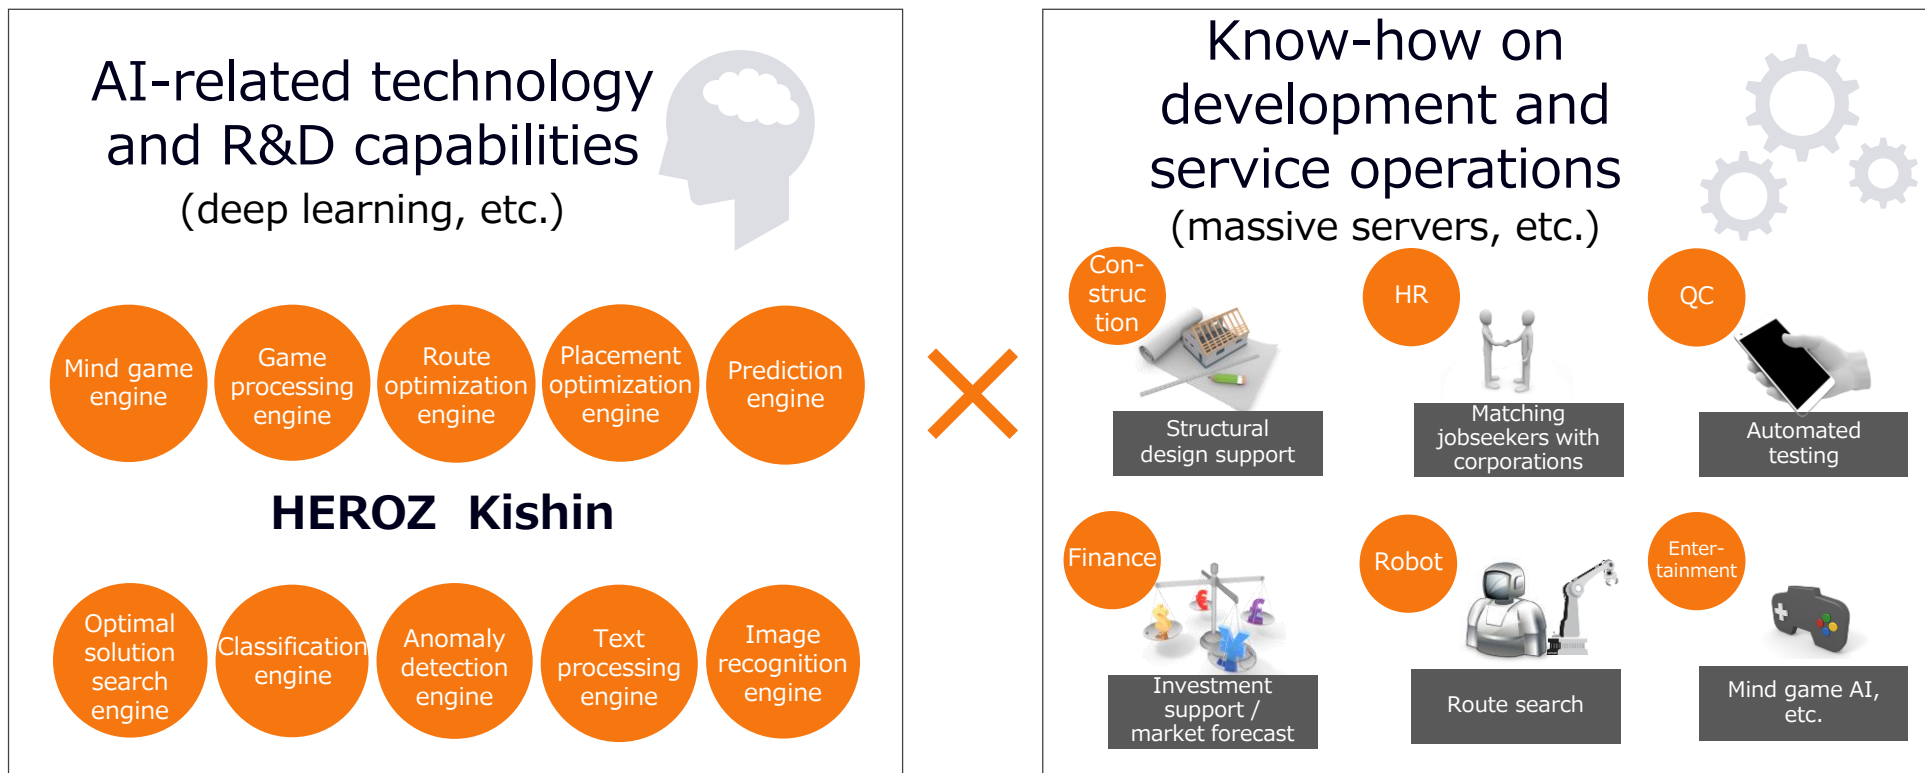 AI-related technology
and R&D capabilities
(deep learning, etc.)
Mind game
engine
Game
processing
engine
Route
optimization
engine
Placement
optimization
engine
Prediction
engine
HEROZ Kishin
Optimal
solution
search
engine
Classification
engine
Anomaly
detection
engine
Text
processing
engine
Image
recognition
engine
Know-how on
development and
service operations
(massive servers, etc.)
Con-
struc
tion
Structural
design support
HR
Matching
jobseekers with
corporations
QC
Automated
testing
Finance
Investment
support /
market forecast
Robot
Route search
Enter-
tainment
Mind game AI,
etc.